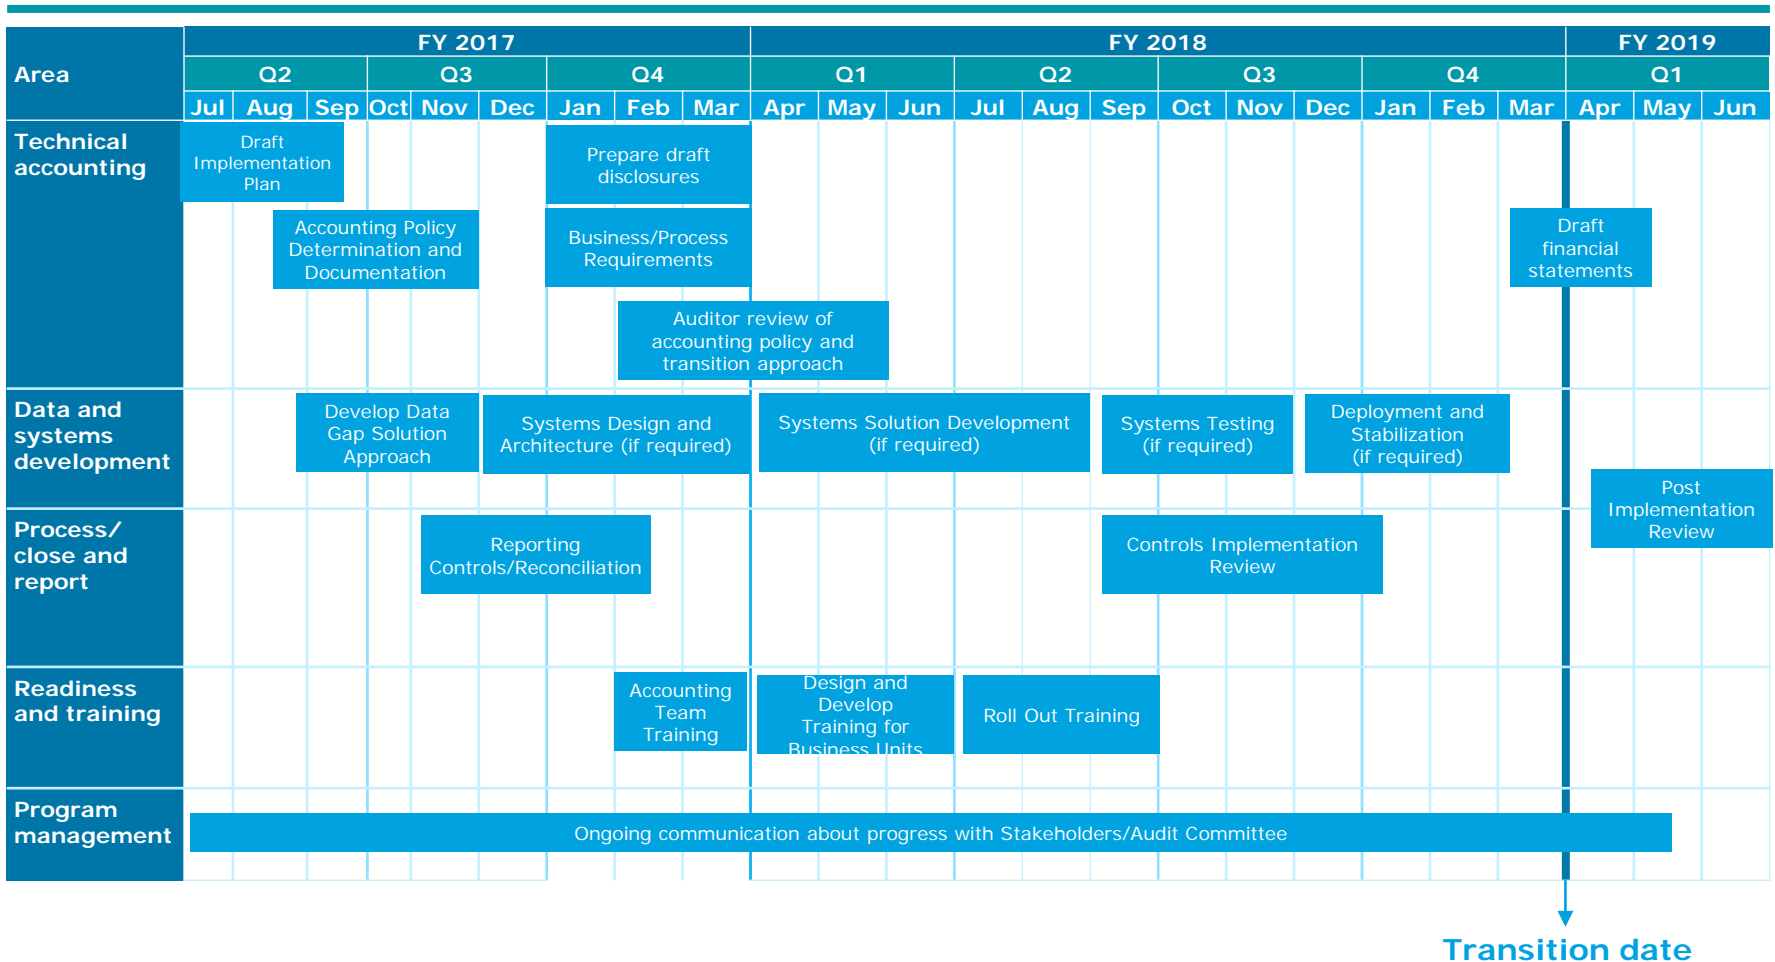 Area
FY 2017
FY 2018
FY 2019
Q2
Q3
Q4
Q1
Q2
Q3
Q4
Q1
Jul
Aug
Sep
Oct
Nov
Dec
Jan
Feb
Mar
Apr
May
Jun
Jul
Aug
Sep
Oct
Nov
Dec
Jan
Feb
Mar
Apr
May
Jun
Technical
accounting
Draft
Implementation
Plan
Prepare draft
disclosures
Accounting Policy
Determination and
Documentation
Business/Process
Requirements
Draft
financial
statements
Auditor review of
accounting policy and
transition approach
Data and
systems
development
Develop Data
Gap Solution
Approach
Systems Design and
Architecture (if required)
Systems Solution Development
(if required)
Systems Testing
(if required)
Deployment and
Stabilization
(if required)
Post
Implementation
Review
Process/
close and
report
Reporting
Controls/Reconciliation
Controls Implementation
Review
Readiness
and training
Accounting
Team
Training
Design and
Develop
Training for
Business Units
Roll Out Training
Program
management
Ongoing communication about progress with Stakeholders/Audit Committee
Transition date